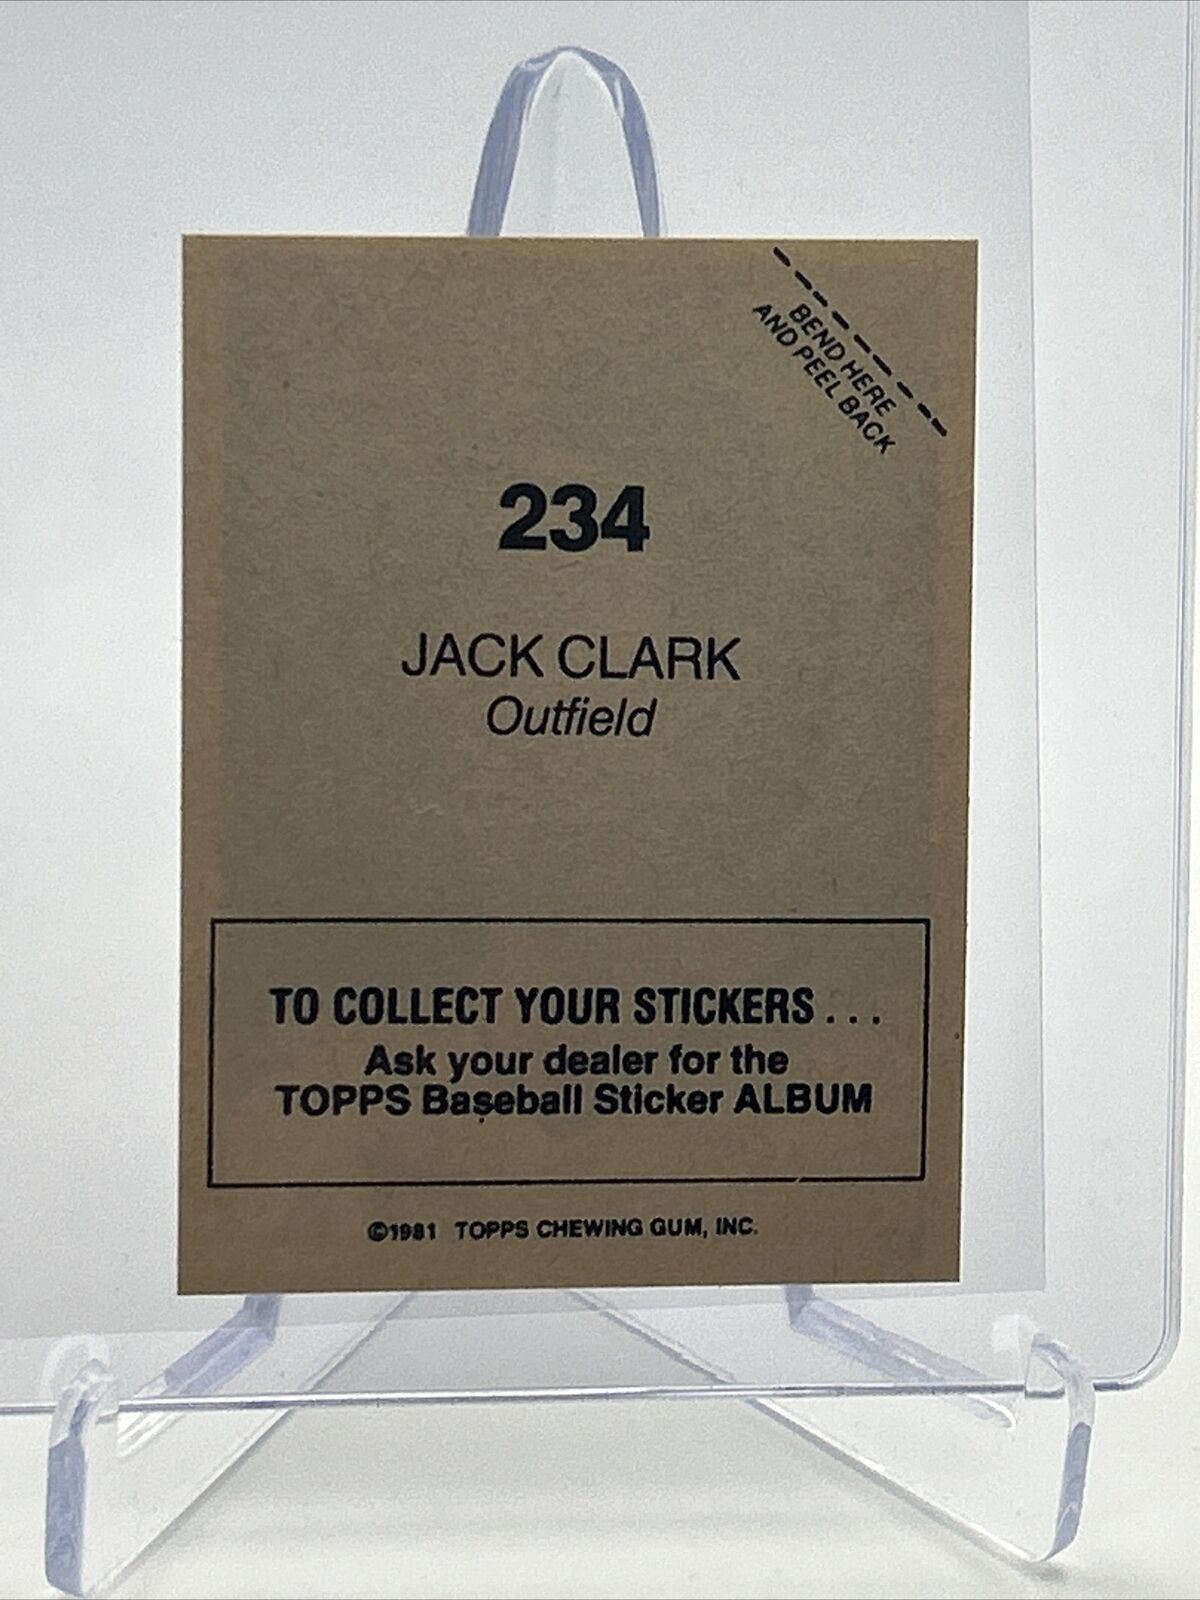 BEND HERE
AND PEEL BACK
234
JACK CLARK
Outfield
TO COLLECT YOUR STICKERS . . .
Ask your dealer for the
TOPPS Baseball Sticker ALBUM
©1981 TOPPS CHEWING GUM, INC.